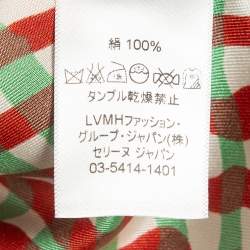 絹 100%
タンブル乾燥禁止
LVMHファッション・
グループ・ジャパン(株)
セリーヌ ジャパン
03-5414-1401